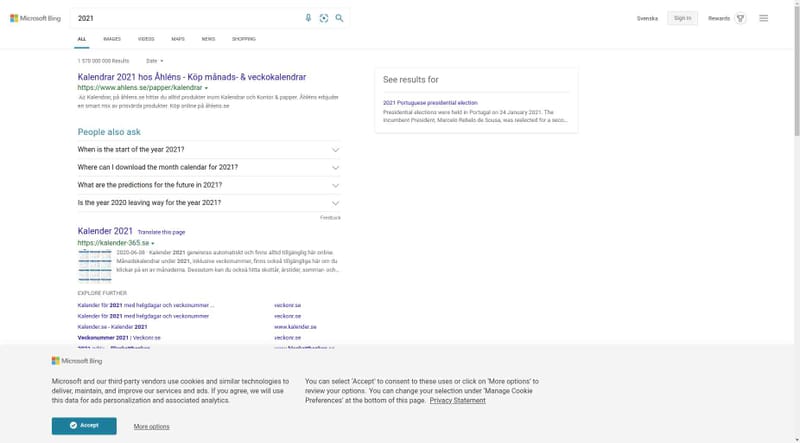 Microsoft Bing
2021
Svenska
Sign in
Rewards
ALL
IMAGES
VIDEOS
MAPS
NEWS
SHOPPING
1 570 000 000 Results
Date
Kalendrar 2021 hos Åhléns - Köp månads- & veckokalendrar
https://www.ahlens.se/papper/kalendrar
Ad Kalendrar, på åhlens.se hittar du alltid produkter inom Kalendrar och Kontor & papper. Åhléns erbjuder
en smart mix av prisvärda produkter. Köp online på åhlens.se
People also ask
When is the start of the year 2021?
Where can I download the month calendar for 2021?
What are the predictions for the future in 2021?
Is the year 2020 leaving way for the year 2021?
Feedback
Kalender 2021 Translate this page
https://kalender-365.se
2020-06-08 · Kalender 2021 genereras automatiskt och finns alltid tillgänglig här online.
Månadskalendrar under 2021, inklusive veckonummer, finns också tillgängliga här om du
klickar på en av månaderna. Dessutom kan du också hitta skottår, årstider, sommar- och...
EXPLORE FURTHER
Kalender för 2021 med helgdagar och veckonummer ... veckonr.se
Kalender för 2021 med helgdagar och veckonummer veckonr.se
Kalender.se - Kalender 2021 www.kalender.se
Veckonummer 2021 | Veckonr.se veckonr.se
See results for
2021 Portuguese presidential election
Presidential elections were held in Portugal on 24 January 2021. The
incumbent President, Marcelo Rebelo de Sousa, was reelected for a seco...
Microsoft Bing
Microsoft and our third-party vendors use cookies and similar technologies to
deliver, maintain, and improve our services and ads. If you agree, we will
use this data for ads personalization and associated analytics.
You can select 'Accept' to consent to these uses or click on 'More options' to
review your options. You can change your selection under 'Manage Cookie
Preferences' at the bottom of this page. Privacy Statement
Accept
More options